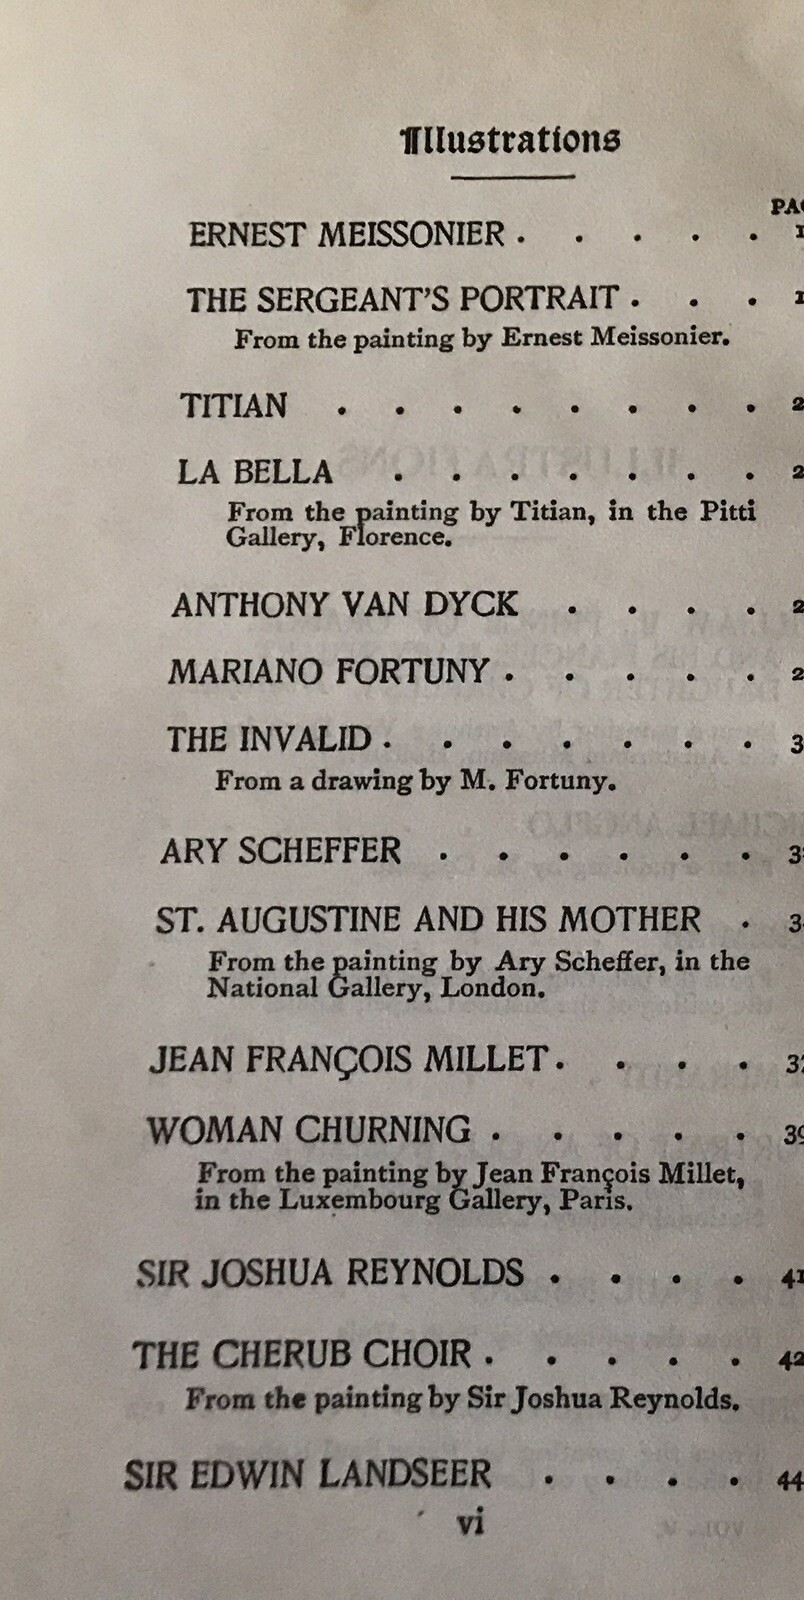 Illustrations
ERNEST MEISSONIER . . . . .
THE SERGEANT'S PORTRAIT . . .
From the painting by Ernest Meissonier.
TITIAN . . . . . . . .
LA BELLA . . . . . . .
From the painting by Titian, in the Pitti
Gallery, Florence.
ANTHONY VAN DYCK . . . .
MARIANO FORTUNY . . . . .
THE INVALID . . . . . . .
From a drawing by M. Fortuny.
ARY SCHEFFER . . . . . .
ST. AUGUSTINE AND HIS MOTHER .
From the painting by Ary Scheffer, in the
National Gallery, London.
JEAN FRANÇOIS MILLET . . . .
WOMAN CHURNING . . . . .
From the painting by Jean François Millet,
in the Luxembourg Gallery, Paris.
SIR JOSHUA REYNOLDS . . . .
THE CHERUB CHOIR . . . . .
From the painting by Sir Joshua Reynolds.
SIR EDWIN LANDSEER . . . .
vi